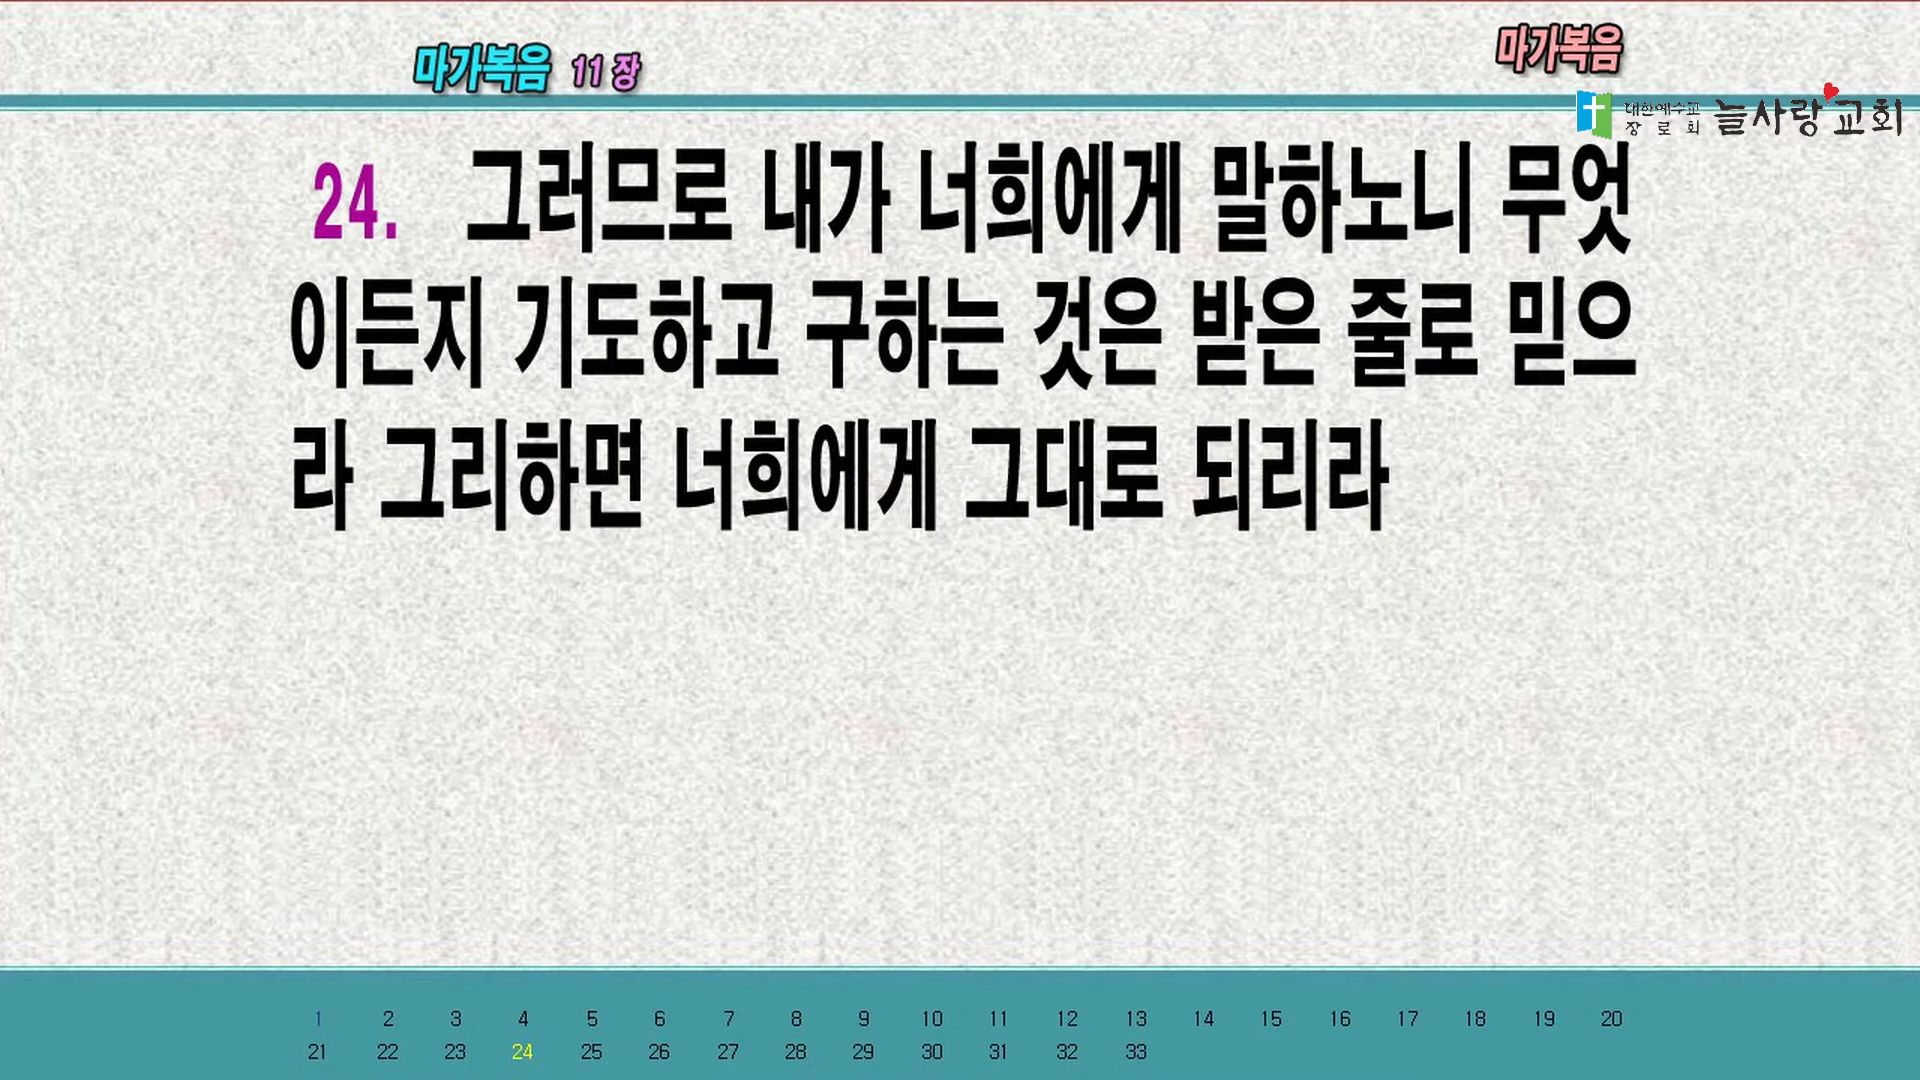 마가복음 11 장
마가복음
대한예수교
장로회
늘사랑교회
24. 그러므로 내가 너희에게 말하노니 무엇
이든지 기도하고 구하는 것은 받은 줄로 믿으
라 그리하면 너희에게 그대로 되리라
1 2 3 4 5 6 7 8 9 10 11 12 13 14 15 16 17 18 19 20
21 22 23 24 25 26 27 28 29 30 31 32 33